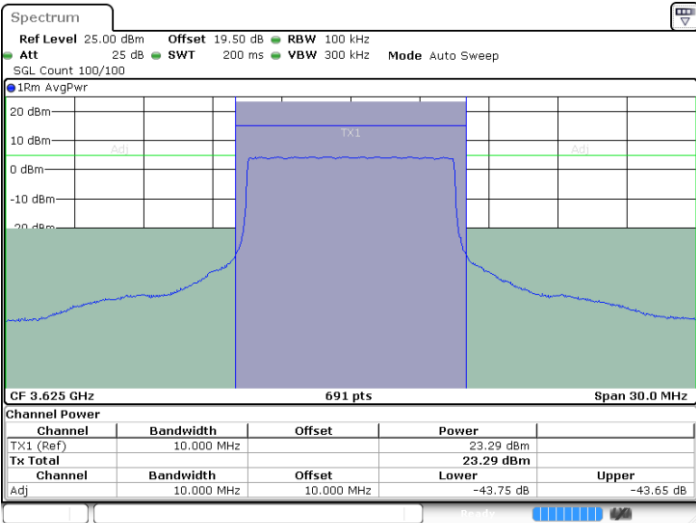 Spectrum
Ref Level 25.00 dBm Offset 19.50 dB RBW 100 kHz
Att 25 dB SWT 200 ms VBW 300 kHz Mode Auto Sweep
SGL Count 100/100
1Rm AvgPwr
20 dBm
TX1
10 dBm
Adj Adj
0 dBm
-10 dBm
-20 dBm
CF 3.625 GHz 691 pts Span 30.0 MHz
Channel Power
Channel Bandwidth Offset Power
TX1 (Ref) 10.000 MHz 23.29 dBm
Tx Total 23.29 dBm
Channel Bandwidth Offset Lower Upper
Adj 10.000 MHz 10.000 MHz -43.75 dB -43.65 dB
Ready